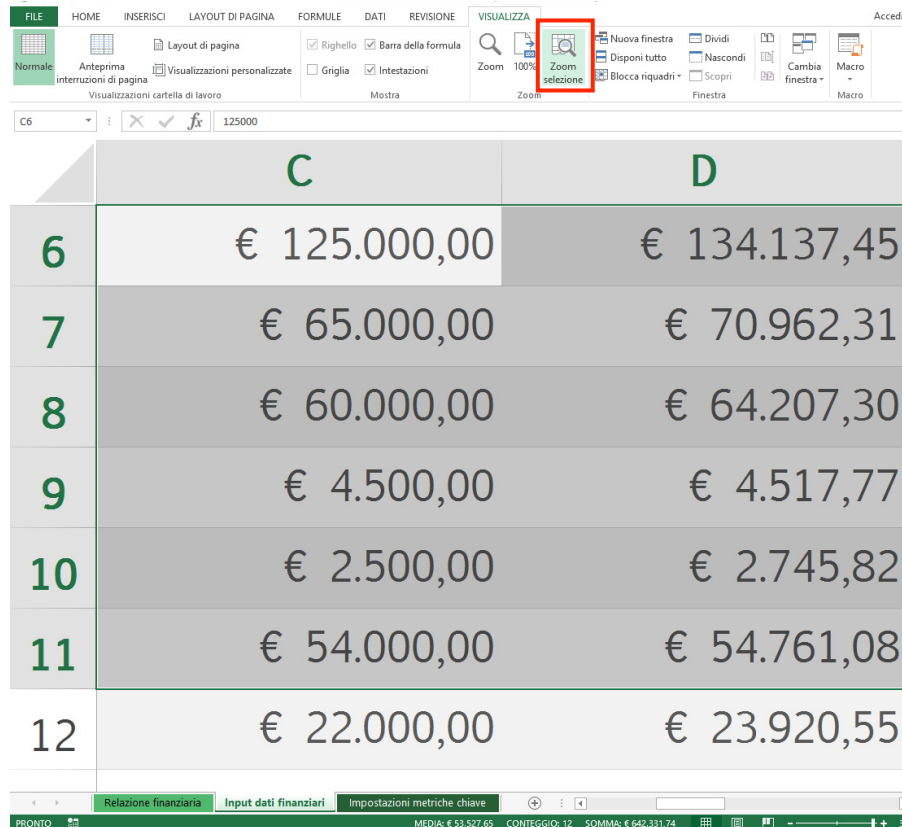 FILE HOME INSERISCI LAYOUT DI PAGINA FORMULE DATI REVISIONE VISUALIZZA Accedi
Normale
Anteprima
interruzioni di pagina
Layout di pagina
Visualizzazioni personalizzate
Visualizzazioni cartella di lavoro
Righello Barra della formula
Griglia Intestazioni
Mostra
Zoom 100% Zoom
selezione
Zoom
Nuova finestra
Disponi tutto
Blocca riquadri
Dividi
Nascondi
Scopri
Cambia
finestra
Finestra
Macro
Macro
C6 fx 125000
C D
6 € 125.000,00 € 134.137,45
7 € 65.000,00 € 70.962,31
8 € 60.000,00 € 64.207,30
9 € 4.500,00 € 4.517,77
10 € 2.500,00 € 2.745,82
11 € 54.000,00 € 54.761,08
12 € 22.000,00 € 23.920,55
Relazione finanziaria Input dati finanziari Impostazioni metriche chiave
PRONTO MEDIA: € 53.527,65 CONTEGGIO: 12 SOMMA: € 642.331,74